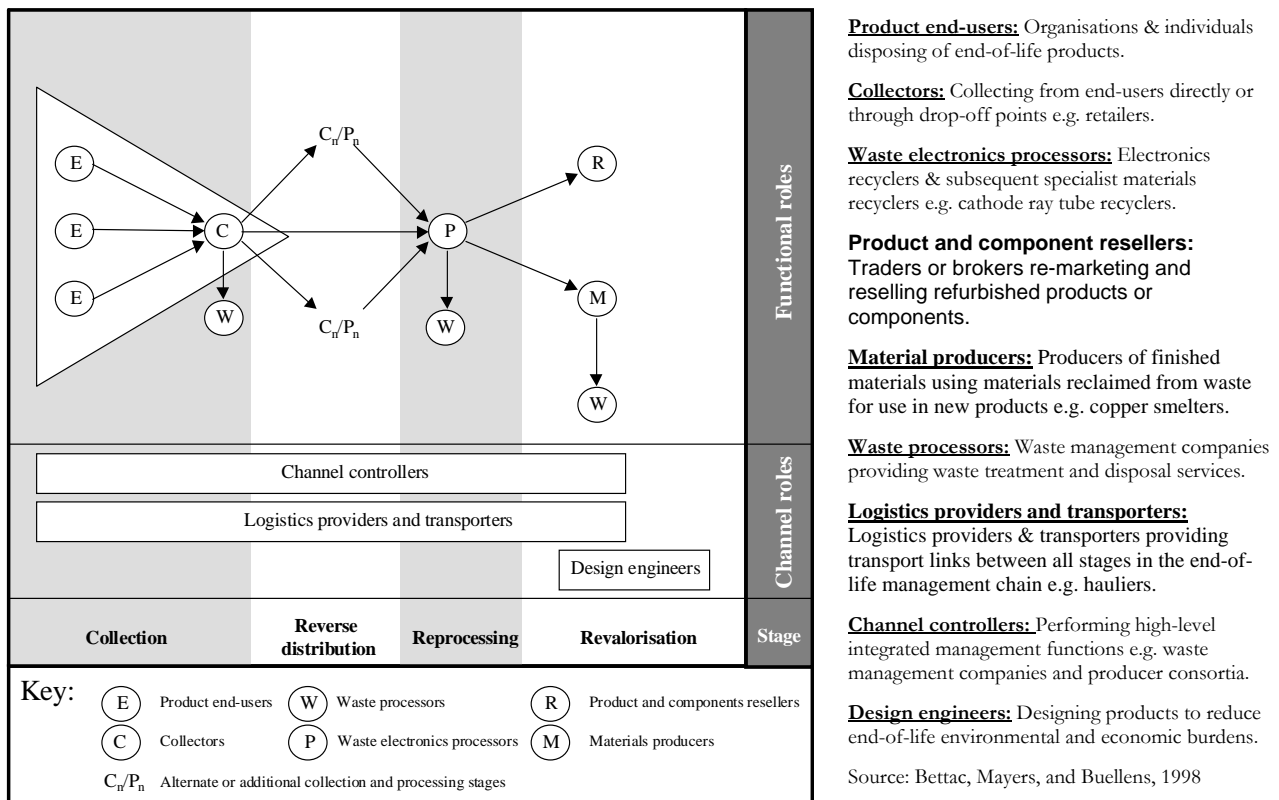 C_n/P_n
E
R
E
C
P
E
M
W
C_n/P_n
W
W
Functional roles
Channel controllers
Logistics providers and transporters
Design engineers
Channel roles
Collection
Reverse
distribution
Reprocessing
Revalorisation
Stage
Key:
E Product end-users
W Waste processors
R Product and components resellers
C Collectors
P Waste electronics processors
M Materials producers
C_n/P_n Alternate or additional collection and processing stages
Product end-users: Organisations & individuals
disposing of end-of-life products.
Collectors: Collecting from end-users directly or
through drop-off points e.g. retailers.
Waste electronics processors: Electronics
recyclers & subsequent specialist materials
recyclers e.g. cathode ray tube recyclers.
Product and component resellers:
Traders or brokers re-marketing and
reselling refurbished products or
components.
Material producers: Producers of finished
materials using materials reclaimed from waste
for use in new products e.g. copper smelters.
Waste processors: Waste management companies
providing waste treatment and disposal services.
Logistics providers and transporters:
Logistics providers & transporters providing
transport links between all stages in the end-of-
life management chain e.g. hauliers.
Channel controllers: Performing high-level
integrated management functions e.g. waste
management companies and producer consortia.
Design engineers: Designing products to reduce
end-of-life environmental and economic burdens.
Source: Bettac, Mayers, and Buellens, 1998